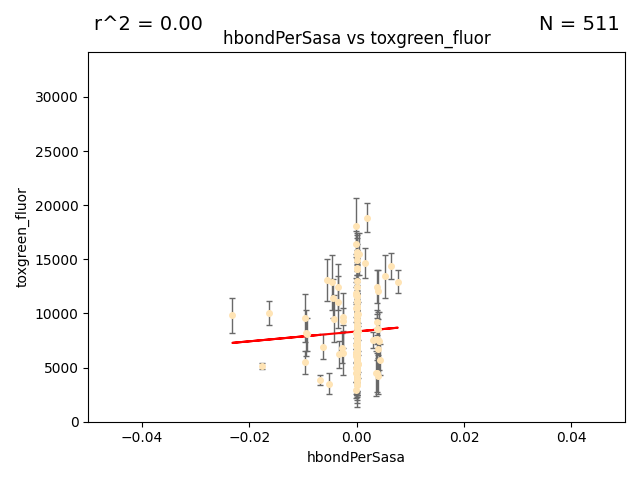 r^2 = 0.00
N = 511
hbondPerSasa vs toxgreen_fluor
30000
25000
20000
15000
10000
5000
0
toxgreen_fluor
−0.04
−0.02
0.00
0.02
0.04
hbondPerSasa